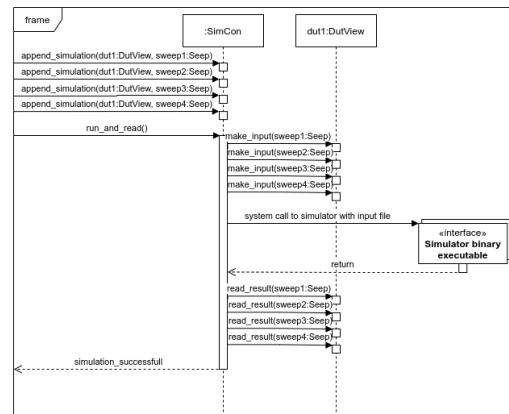 frame
:SimCon
dut1:DutView
append_simulation(dut1:DutView, sweep1:Seep)
append_simulation(dut1:DutView, sweep2:Seep)
append_simulation(dut1:DutView, sweep3:Seep)
append_simulation(dut1:DutView, sweep4:Seep)
run_and_read()
make_input(sweep1:Seep)
make_input(sweep2:Seep)
make_input(sweep3:Seep)
make_input(sweep4:Seep)
system call to simulator with input file
«interface»
Simulator binary
executable
return
read_result(sweep1:Seep)
read_result(sweep2:Seep)
read_result(sweep3:Seep)
read_result(sweep4:Seep)
simulation_successfull